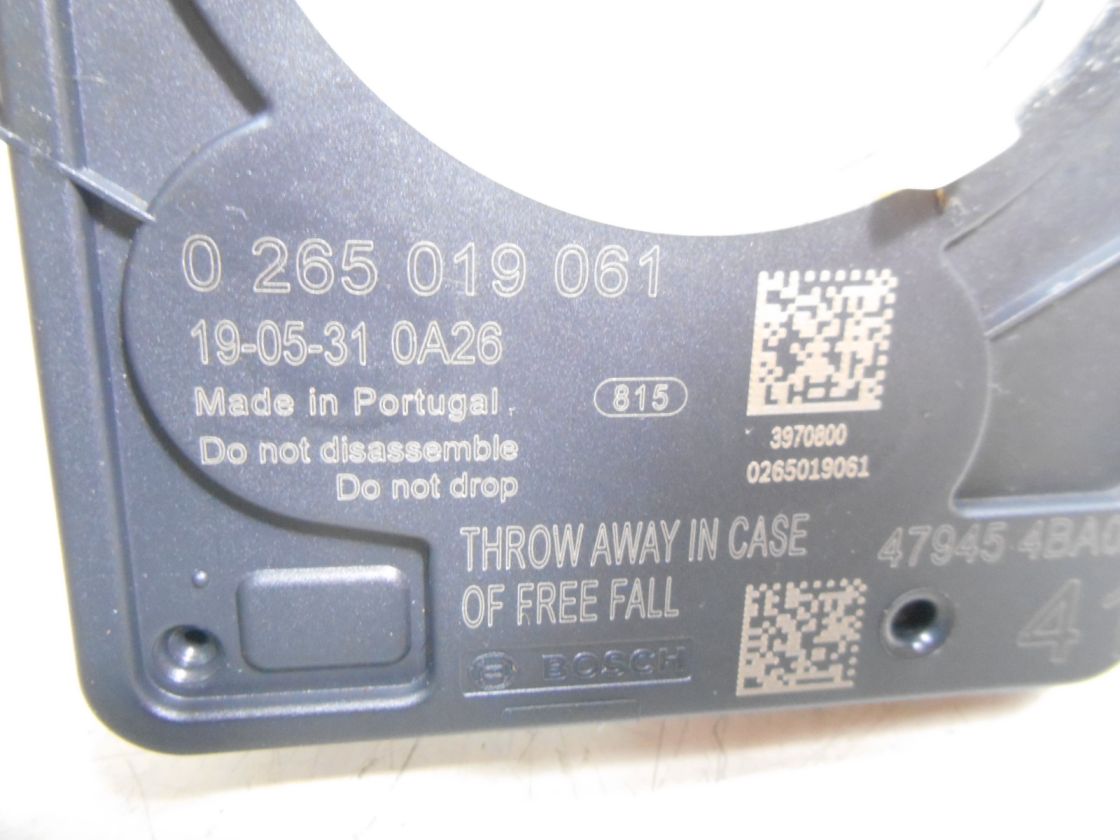 0 265 019 061
19-05-31 0A26
Made in Portugal
815
Do not disassemble
Do not drop
3970800
0265019061
THROW AWAY IN CASE
OF FREE FALL
47945
BOSCH